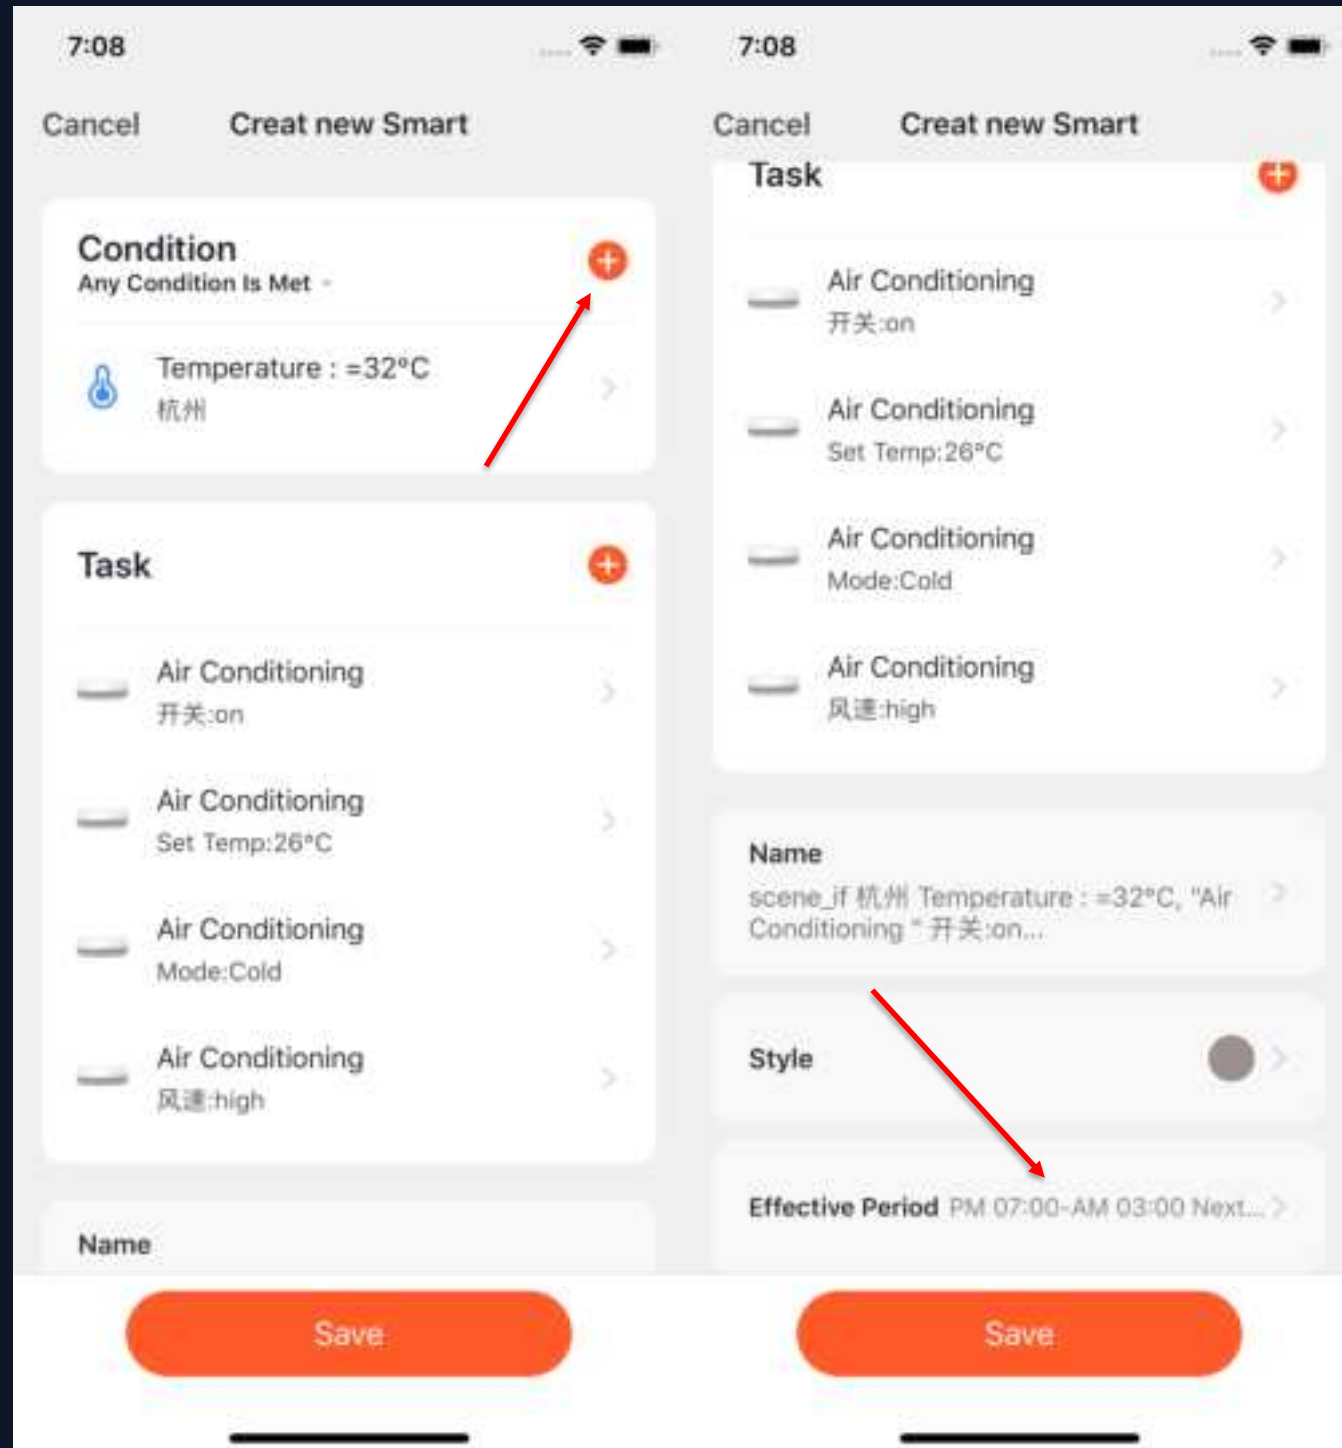 7:08
Cancel
Creat new Smart
Condition
Any Condition Is Met
Temperature : =32°C
杭州
Task
Air Conditioning
开关:on
Air Conditioning
Set Temp:26°C
Air Conditioning
Mode:Cold
Air Conditioning
风速:high
Name
Save
7:08
Cancel
Creat new Smart
Task
Air Conditioning
开关:on
Air Conditioning
Set Temp:26°C
Air Conditioning
Mode:Cold
Air Conditioning
风速:high
Name
scene_if 杭州 Temperature : =32°C, "Air
Conditioning " 开关:on...
Style
Effective Period PM 07:00-AM 03:00 Next...
Save